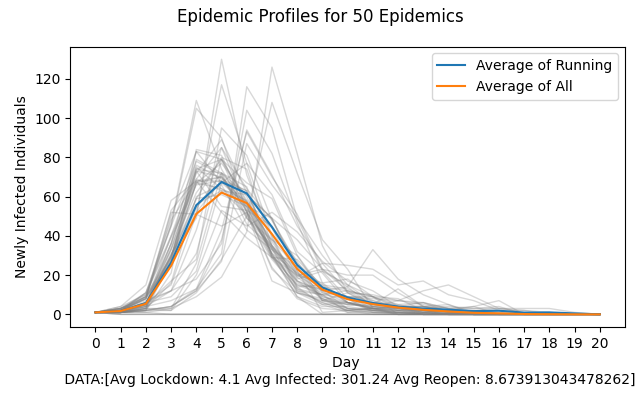 Epidemic Profiles for 50 Epidemics
Average of Running
Average of All
Newly Infected Individuals
120
100
80
60
40
20
0
0 1 2 3 4 5 6 7 8 9 10 11 12 13 14 15 16 17 18 19 20
Day
DATA:[Avg Lockdown: 4.1 Avg Infected: 301.24 Avg Reopen: 8.673913043478262]